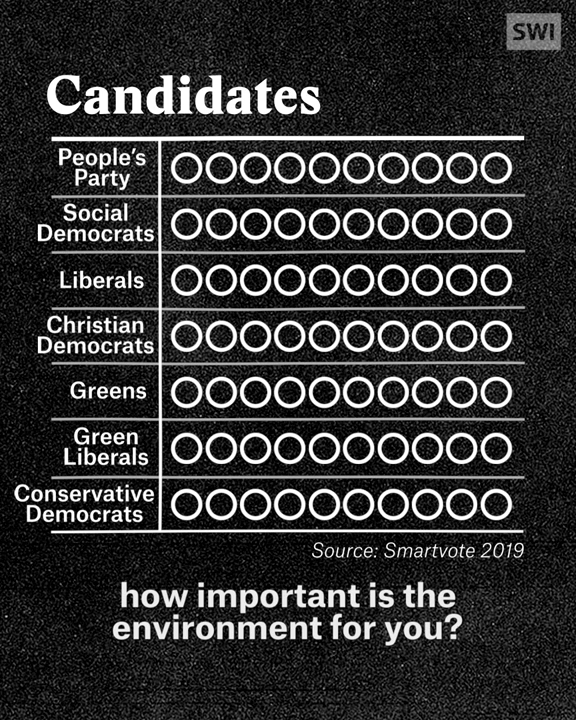 SWI
Candidates
People's
Party
Social
Democrats
Liberals
Christian
Democrats
Greens
Green
Liberals
Conservative
Democrats
Source: Smartvote 2019
how important is the
environment for you?